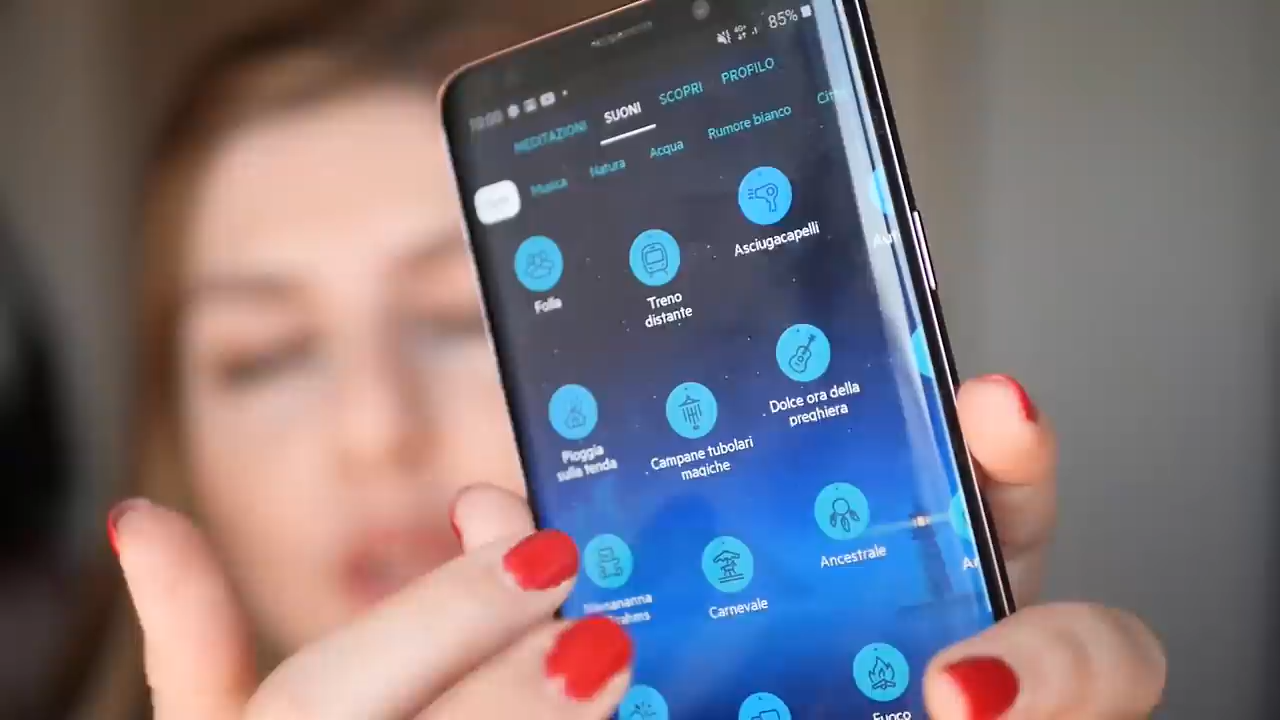 85%
MEDITAZIONI
SUONI
SCOPRI
PROFILO
Musica
Natura
Acqua
Rumore bianco
Folla
Treno
distante
Asciugacapelli
Pioggia
sulla tenda
Campane tubolari
magiche
Dolce ora della
preghiera
Carnevale
Ancestrale
Fuoco